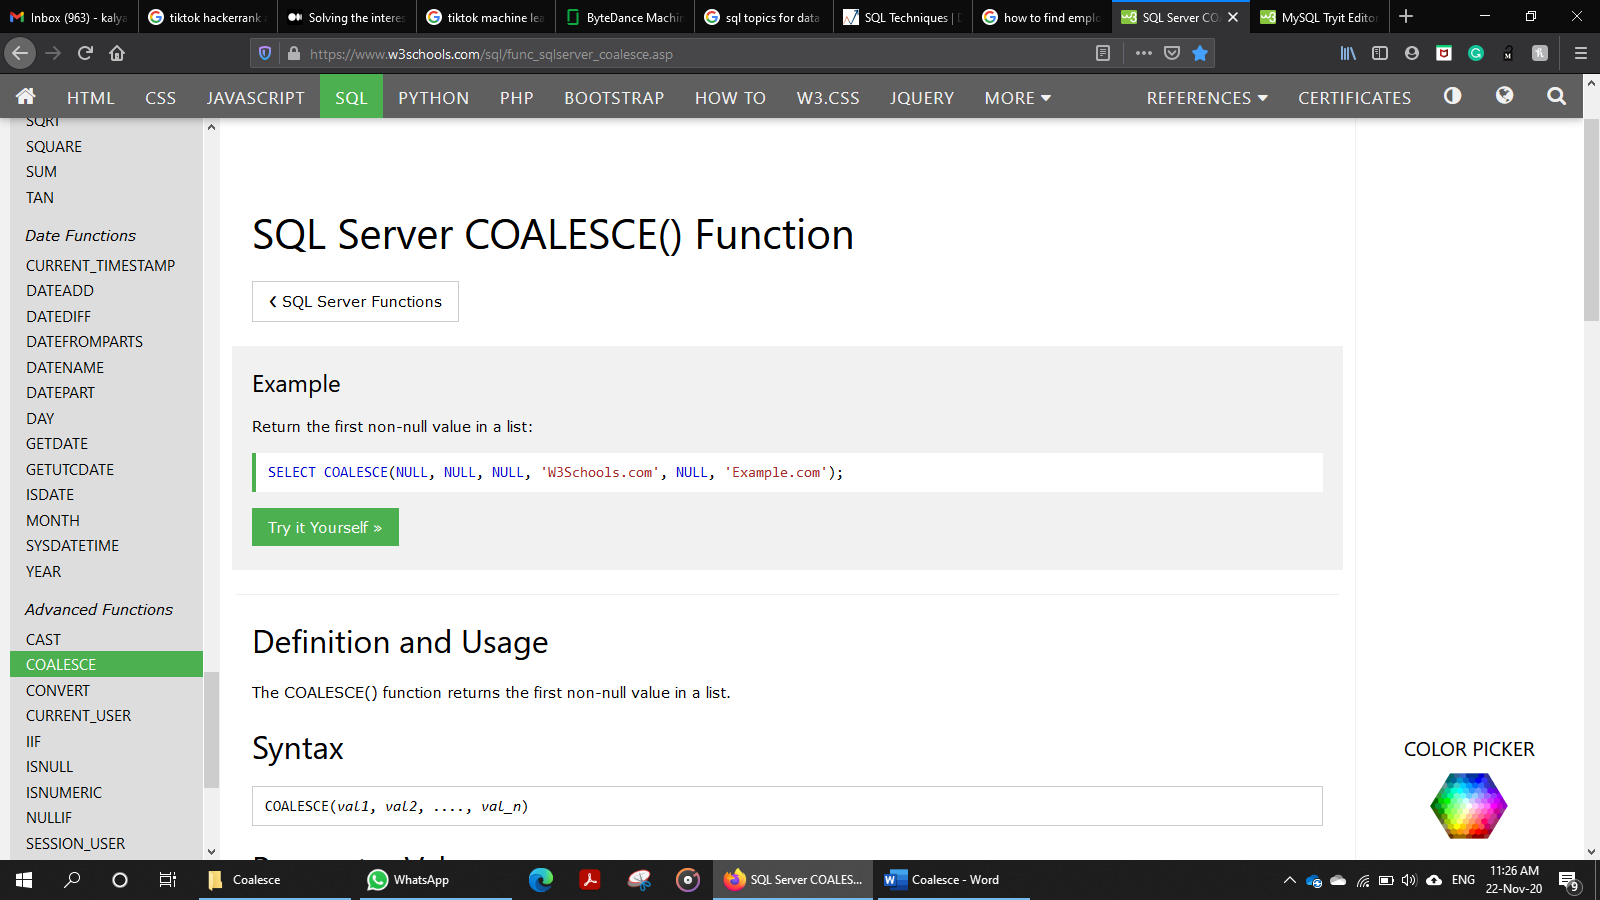 Inbox (963) - kalya
tiktok hackerrank
Solving the interes
tiktok machine lea
ByteDance Machin
sql topics for data
SQL Techniques | D
how to find emplo
SQL Server CO
MySQL Tryit Editor
https://www.w3schools.com/sql/func_sqlserver_coalesce.asp
HTML CSS JAVASCRIPT SQL PYTHON PHP BOOTSTRAP HOW TO W3.CSS JQUERY MORE REFERENCES CERTIFICATES
SQRT
SQUARE
SUM
TAN
Date Functions
CURRENT_TIMESTAMP
DATEADD
DATEDIFF
DATEFROMPARTS
DATENAME
DATEPART
DAY
GETDATE
GETUTCDATE
ISDATE
MONTH
SYSDATETIME
YEAR
Advanced Functions
CAST
COALESCE
CONVERT
CURRENT_USER
IIF
ISNULL
ISNUMERIC
NULLIF
SESSION_USER
SQL Server COALESCE() Function
❮ SQL Server Functions
Example
Return the first non-null value in a list:
SELECT COALESCE(NULL, NULL, NULL, 'W3Schools.com', NULL, 'Example.com');
Try it Yourself »
Definition and Usage
The COALESCE() function returns the first non-null value in a list.
Syntax
COALESCE(val1, val2, ...., val_n)
COLOR PICKER
Coalesce
WhatsApp
SQL Server COALES...
Coalesce - Word
ENG
11:26 AM
22-Nov-20
9